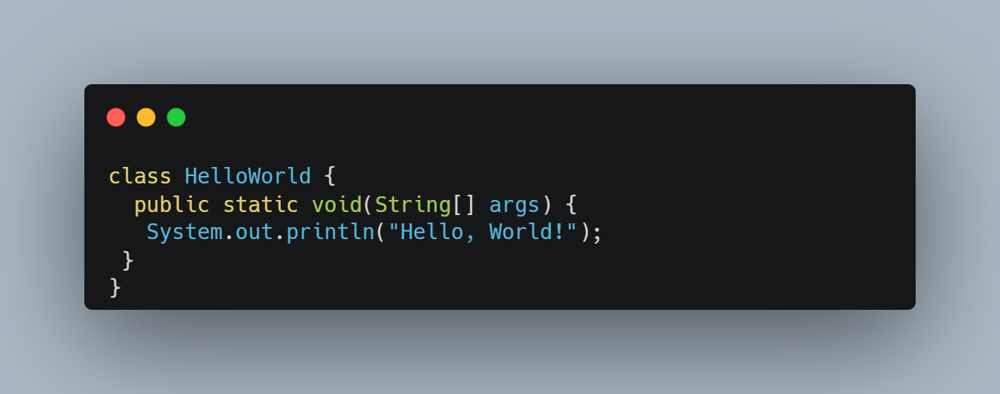 class HelloWorld {
  public static void(String[] args) {
   System.out.println("Hello, World!");
 }
}